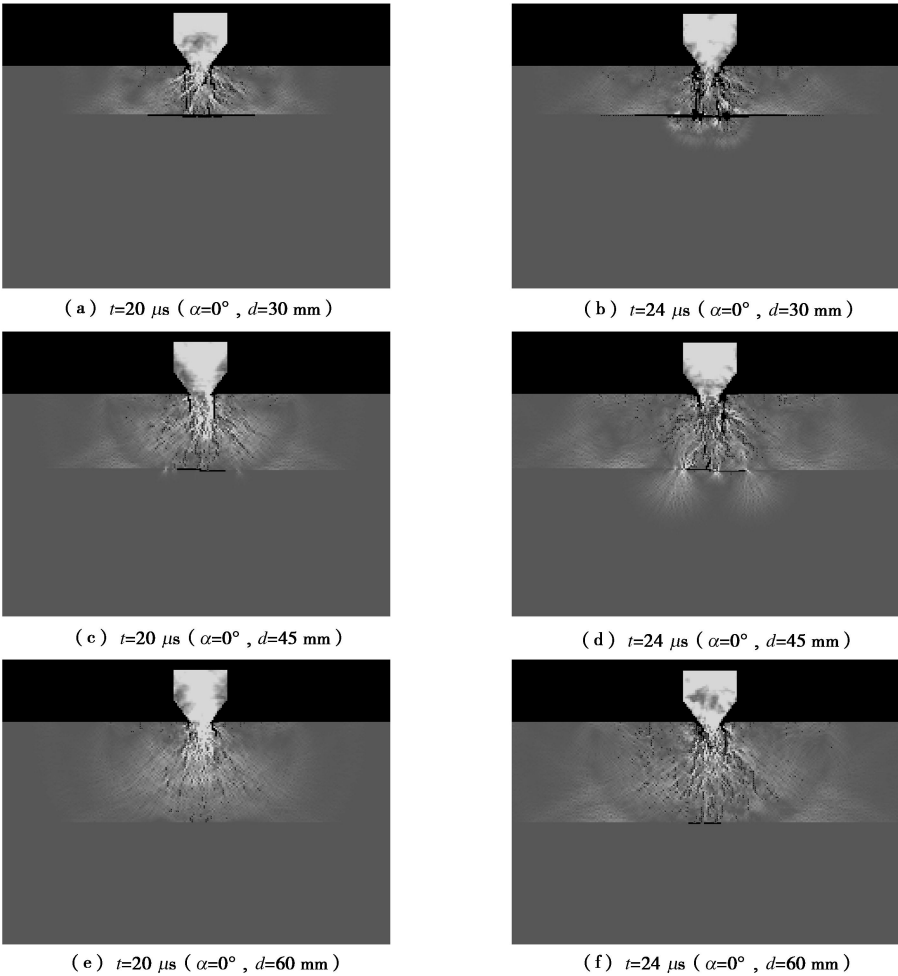 (a) t=20 μs (α=0°, d=30 mm)
(b) t=24 μs (α=0°, d=30 mm)
(c) t=20 μs (α=0°, d=45 mm)
(d) t=24 μs (α=0°, d=45 mm)
(e) t=20 μs (α=0°, d=60 mm)
(f) t=24 μs (α=0°, d=60 mm)